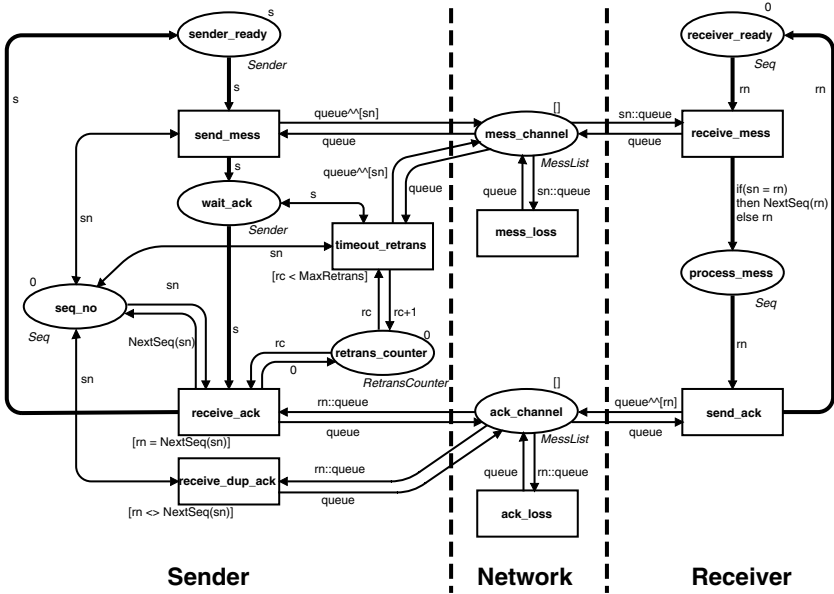 s
0
sender_ready
receiver_ready
Sender
Seq
s
rn
s
rn
queue^^[sn]
[]
sn::queue
send_mess
mess_channel
receive_mess
queue
queue
MessList
s
queue^^[sn]
queue
wait_ack
s
Sender
queue
sn::queue
if(sn = rn)
then NextSeq(rn)
else rn
sn
sn
timeout_retrans
mess_loss
[rc < MaxRetrans]
process_mess
Seq
0
seq_no
Seq
sn
NextSeq(sn)
s
rc
rc+1
0
rc
retrans_counter
0
RetransCounter
rn
sn
rn::queue
[]
queue^^[rn]
receive_ack
ack_channel
send_ack
queue
queue
[rn = NextSeq(sn)]
MessList
rn::queue
receive_dup_ack
queue
rn::queue
queue
[rn <> NextSeq(sn)]
ack_loss
Sender
Network
Receiver